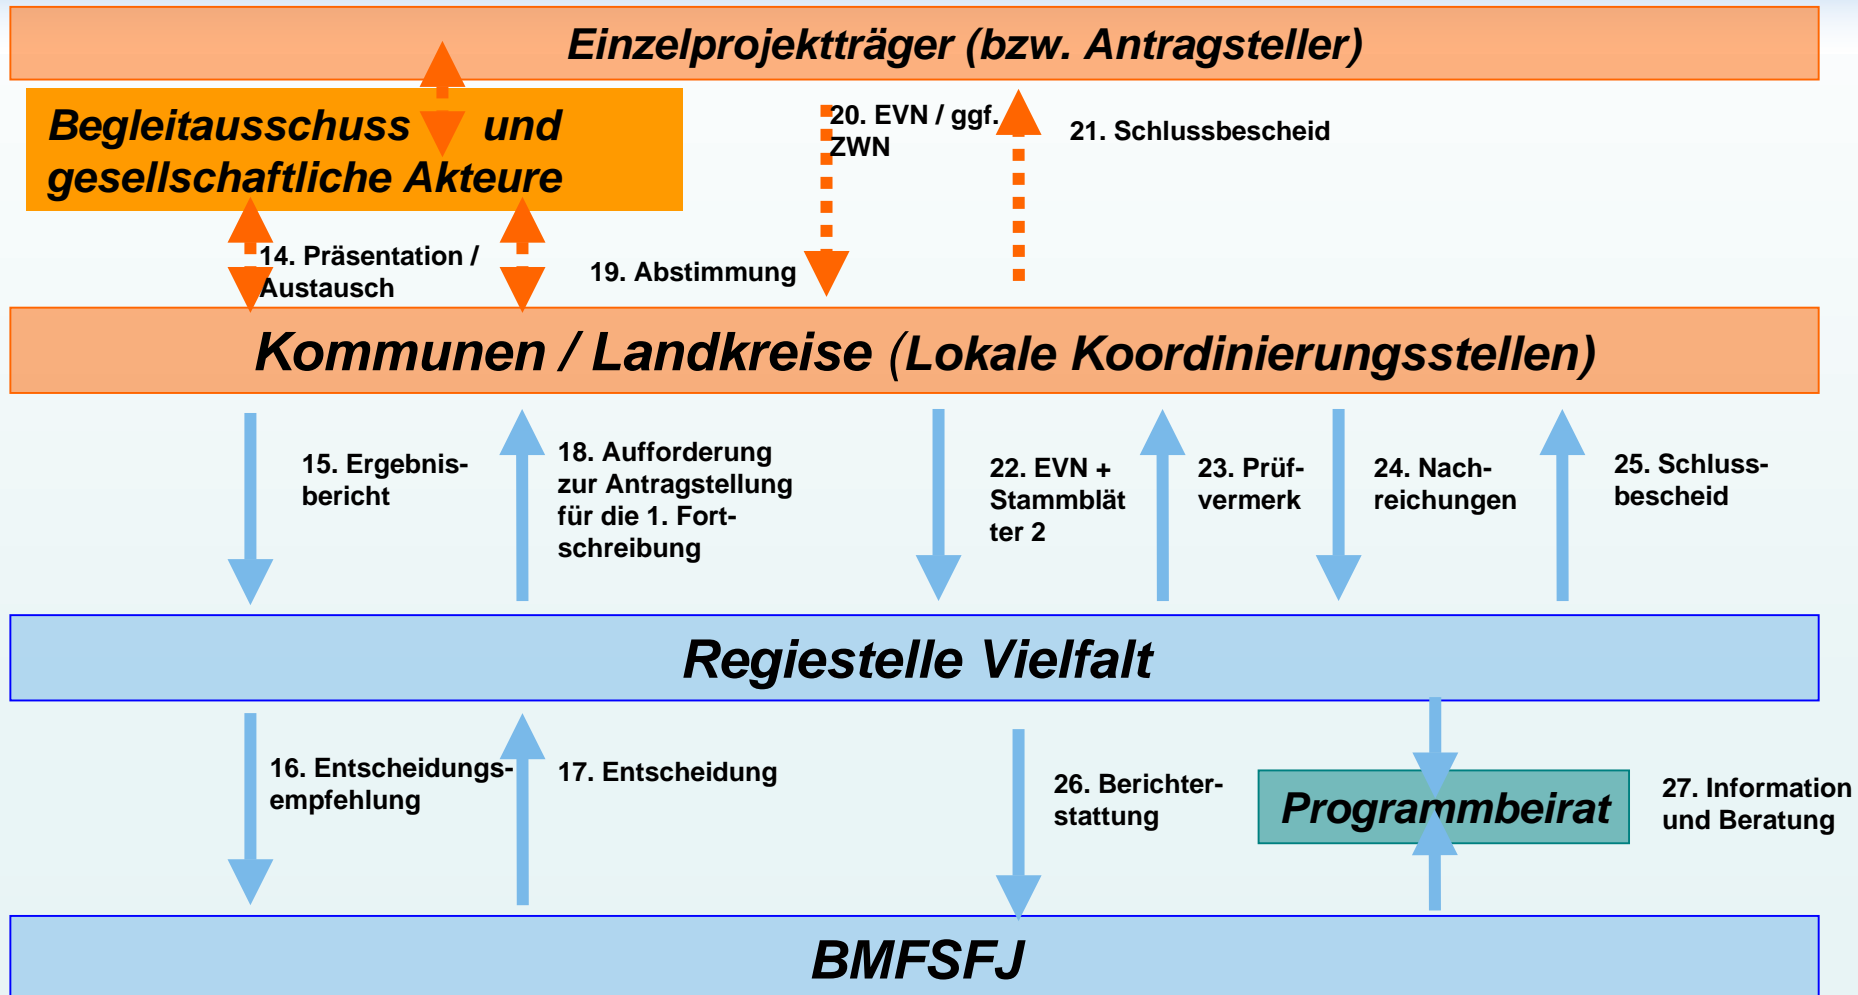 Einzelprojektträger (bzw. Antragsteller)
Begleitausschuss und
gesellschaftliche Akteure
20. EVN / ggf.
ZWN
21. Schlussbescheid
14. Präsentation /
Austausch
19. Abstimmung
Kommunen / Landkreise (Lokale Koordinierungsstellen)
15. Ergebnis-
bericht
18. Aufforderung
zur Antragstellung
für die 1. Fort-
schreibung
22. EVN +
Stammblät
ter 2
23. Prüf-
vermerk
24. Nach-
reichungen
25. Schluss-
bescheid
Regiestelle Vielfalt
16. Entscheidungs-
empfehlung
17. Entscheidung
26. Berichter-
stattung
Programmbeirat
27. Information
und Beratung
BMFSFJ